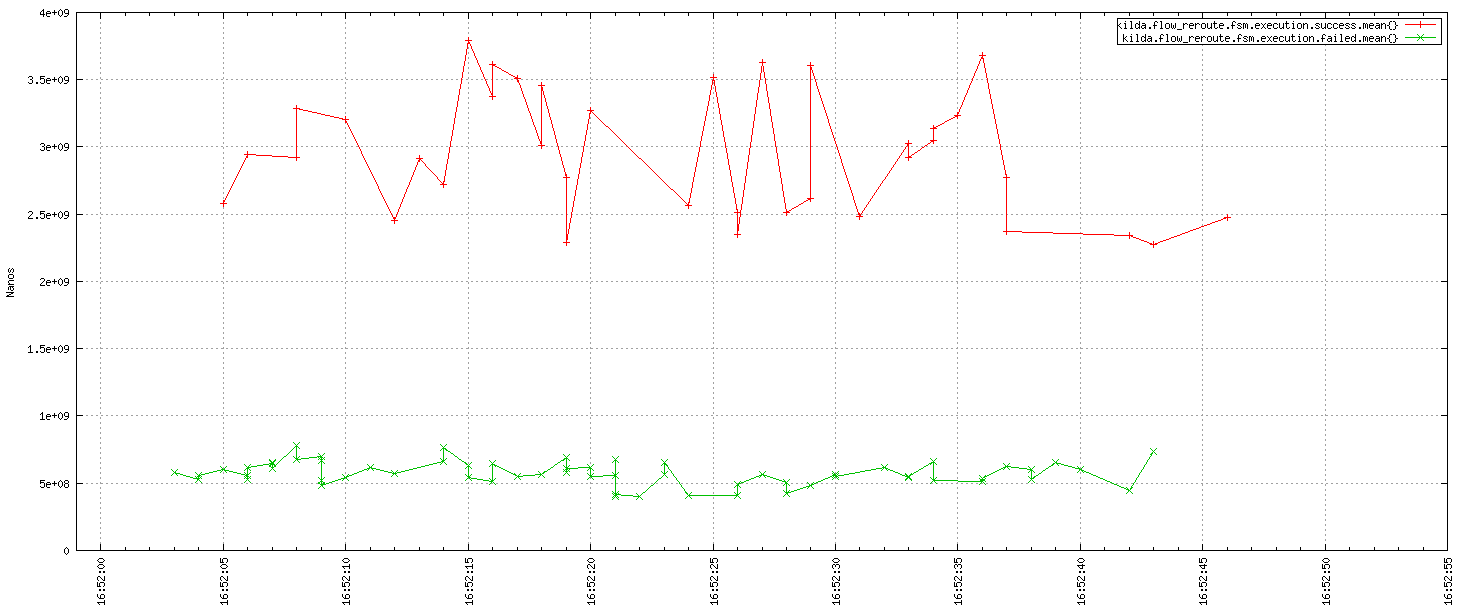 4e+09
kilda.flow_reroute.fsm.execution.success.mean{}
kilda.flow_reroute.fsm.execution.failed.mean{}
3.5e+09
3e+09
2.5e+09
2e+09
Nanos
1.5e+09
1e+09
5e+08
0
16:52:00
16:52:05
16:52:10
16:52:15
16:52:20
16:52:25
16:52:30
16:52:35
16:52:40
16:52:45
16:52:50
16:52:55